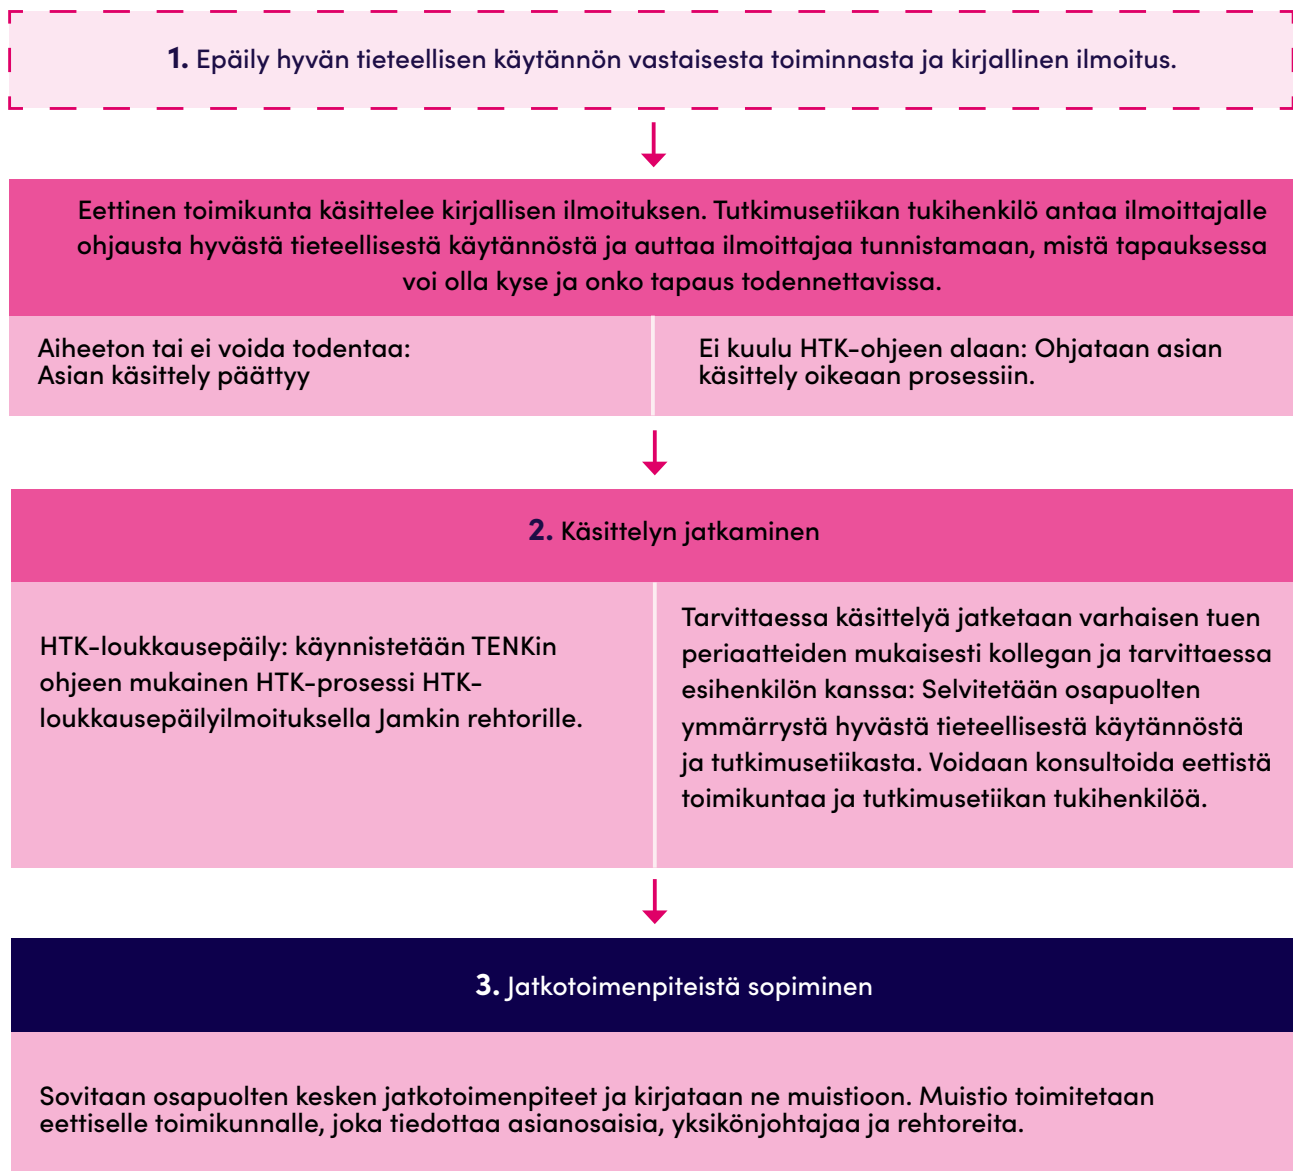 1. Epäily hyvän tieteellisen käytännön vastaisesta toiminnasta ja kirjallinen ilmoitus.
Eettinen toimikunta käsittelee kirjallisen ilmoituksen. Tutkimusetiikan tukihenkilö antaa ilmoittajalle
ohjausta hyvästä tieteellisestä käytännöstä ja auttaa ilmoittajaa tunnistamaan, mistä tapauksessa
voi olla kyse ja onko tapaus todennettavissa.
Aiheeton tai ei voida todentaa:
Asian käsittely päättyy
Ei kuulu HTK-ohjeen alaan: Ohjataan asian
käsittely oikeaan prosessiin.
2. Käsittelyn jatkaminen
HTK-loukkausepäily: käynnistetään TENKin
ohjeen mukainen HTK-prosessi HTK-
loukkausepäilyilmoituksella Jamkin rehtorille.
Tarvittaessa käsittelyä jatketaan varhaisen tuen
periaatteiden mukaisesti kollegan ja tarvittaessa
esihenkilön kanssa: Selvitetään osapuolten
ymmärrystä hyvästä tieteellisestä käytännöstä
ja tutkimusetiikasta. Voidaan konsultoida eettistä
toimikuntaa ja tutkimusetiikan tukihenkilöä.
3. Jatkotoimenpiteistä sopiminen
Sovitaan osapuolten kesken jatkotoimenpiteet ja kirjataan ne muistioon. Muistio toimitetaan
eettiselle toimikunnalle, joka tiedottaa asianosaisia, yksikönjohtajaa ja rehtoreita.